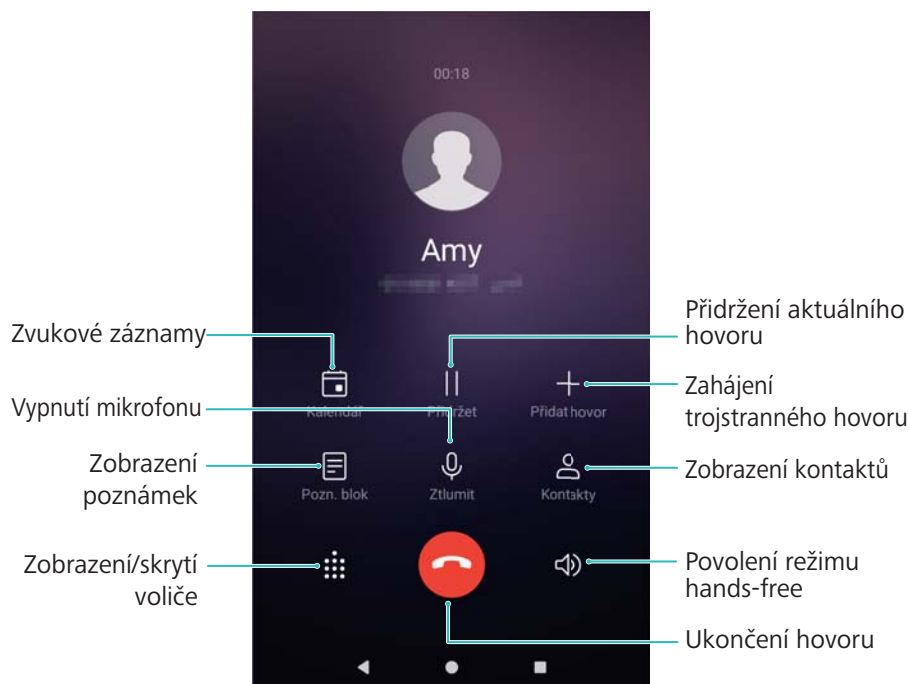 00:18
Amy
Zvukové záznamy
Přidržení aktuálního
hovoru
Kalendář
Přidržet
Přidat hovor
Zahájení
trojstranného hovoru
Vypnutí mikrofonu
Zobrazení
poznámek
Pozn. blok
Ztlumit
Kontakty
Zobrazení kontaktů
Zobrazení/skrytí
voliče
Povolení režimu
hands-free
Ukončení hovoru